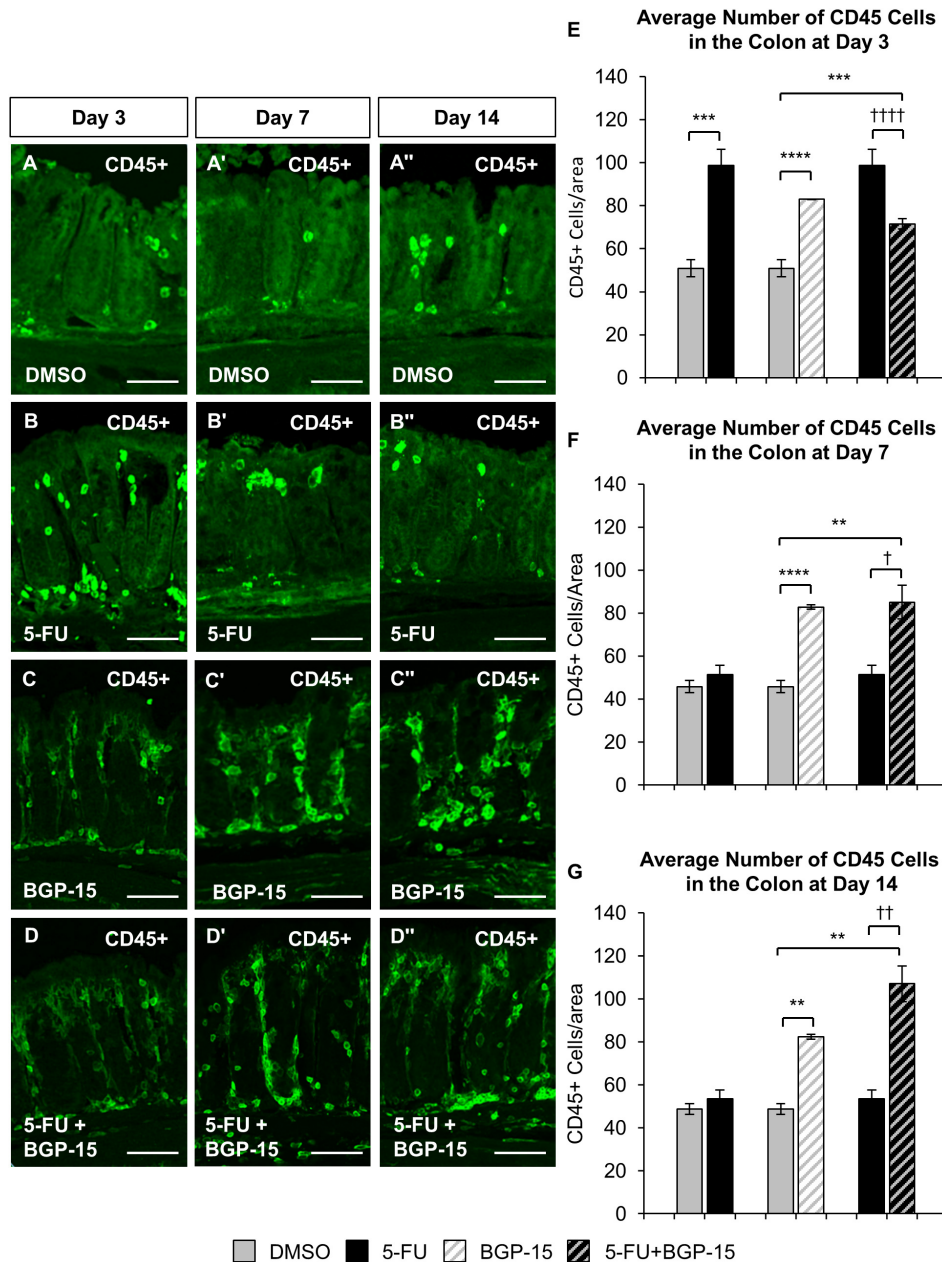 Day 3
Day 7
Day 14
A
CD45+
DMSO
A'
CD45+
DMSO
A''
CD45+
DMSO
B
CD45+
5-FU
B'
CD45+
5-FU
B''
CD45+
5-FU
C
CD45+
BGP-15
C'
CD45+
BGP-15
C''
CD45+
BGP-15
D
CD45+
5-FU +
BGP-15
D'
CD45+
5-FU +
BGP-15
D''
CD45+
5-FU +
BGP-15
E
Average Number of CD45 Cells
in the Colon at Day 3
CD45+ Cells/area
140
120
100
80
60
40
20
0
***
****
***
††††
F
Average Number of CD45 Cells
in the Colon at Day 7
CD45+ Cells/Area
140
120
100
80
60
40
20
0
****
**
†
G
Average Number of CD45 Cells
in the Colon at Day 14
CD45+ Cells/area
140
120
100
80
60
40
20
0
**
**
††
DMSO
5-FU
BGP-15
5-FU+BGP-15